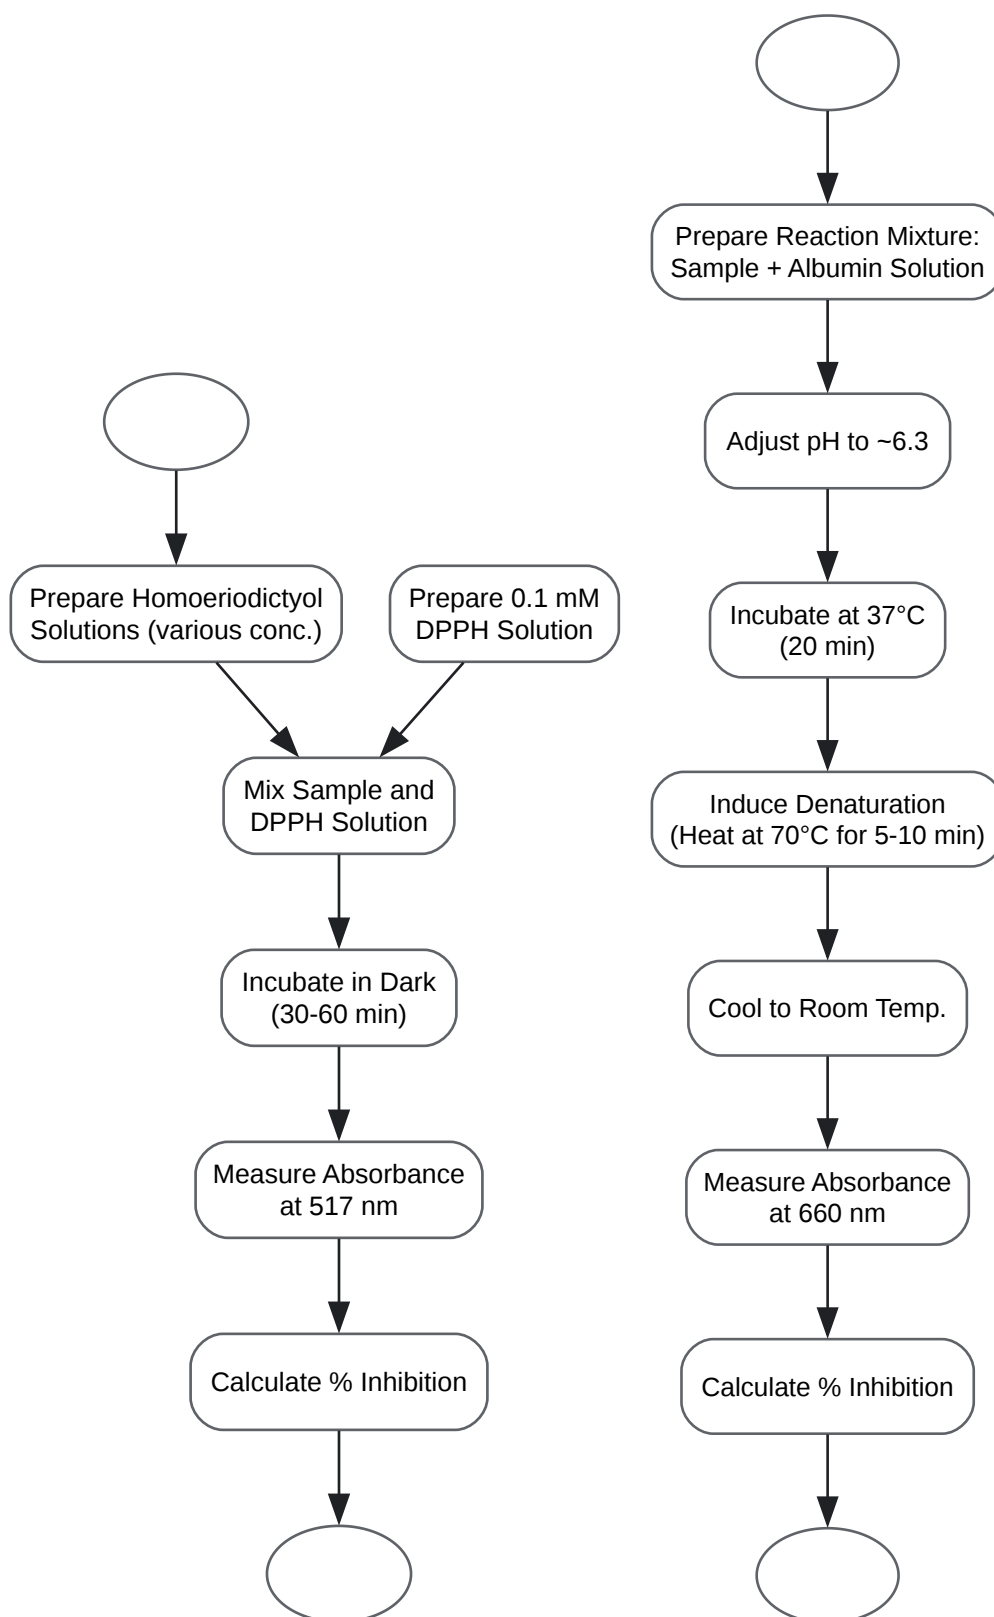 Prepare Homoeriodictyol
Solutions (various conc.)
Prepare 0.1 mM
DPPH Solution
Mix Sample and
DPPH Solution
Incubate in Dark
(30-60 min)
Measure Absorbance
at 517 nm
Calculate % Inhibition
Prepare Reaction Mixture:
Sample + Albumin Solution
Adjust pH to ~6.3
Incubate at 37°C
(20 min)
Induce Denaturation
(Heat at 70°C for 5-10 min)
Cool to Room Temp.
Measure Absorbance
at 660 nm
Calculate % Inhibition